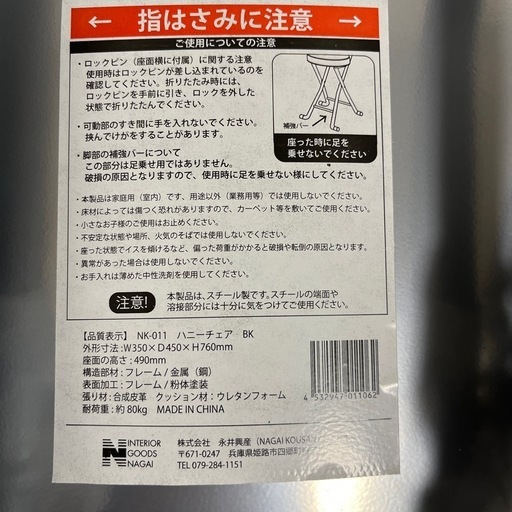 ← 指はさみに注意 →
ご使用についての注意
・ロックピン（座面横に付属）に関する注意
使用時はロックピンが差し込まれているのを
確認してください。折りたたみ時には、
ロックピンを手前に引き、ロックを外した
状態で折りたたんでください。
・可動部のすき間に手を入れないでください。
挟んでけがをすることがあります。
・脚部の補強バーについて
この部分は足乗せ用ではありません。
破損の原因となりますので、使用時に足を乗せない様にしてください。
補強バー
座った時に足を
乗せないでください
・本製品は家庭用（室内）です、用途以外（業務用等）では使用しないでください。
・床材によっては傷つく恐れがありますので、カーペット等を敷いてご使用ください。
・小さなお子様のご使用はお止めください。
・不安定な状態や場所、火気のそばでは使用しないでください。
・座った状態でイスを傾けるなど、偏った荷重がかかると破損や転倒の原因となります。
・異常があった場合は使用しないでください。
・お手入れは薄めた中性洗剤を使用してください。
注意!
本製品は、スチール製です。スチールの端面や
溶接部分には十分に気をつけてご使用ください。
【品質表示】 NK-011 ハニーチェア BK
外形寸法:W350×D450×H760mm
座面の高さ:490mm
構造部材:フレーム/金属（鋼）
表面加工:フレーム/粉体塗装
張り材:合成皮革 クッション材:ウレタンフォーム
耐荷重:約80kg MADE IN CHINA
4 532947 011062
INTERIOR
GOODS
NAGAI
株式会社 永井興産（NAGAI KOUSAN
〒671-0247 兵庫県姫路市四郷町
TEL 079-284-1151